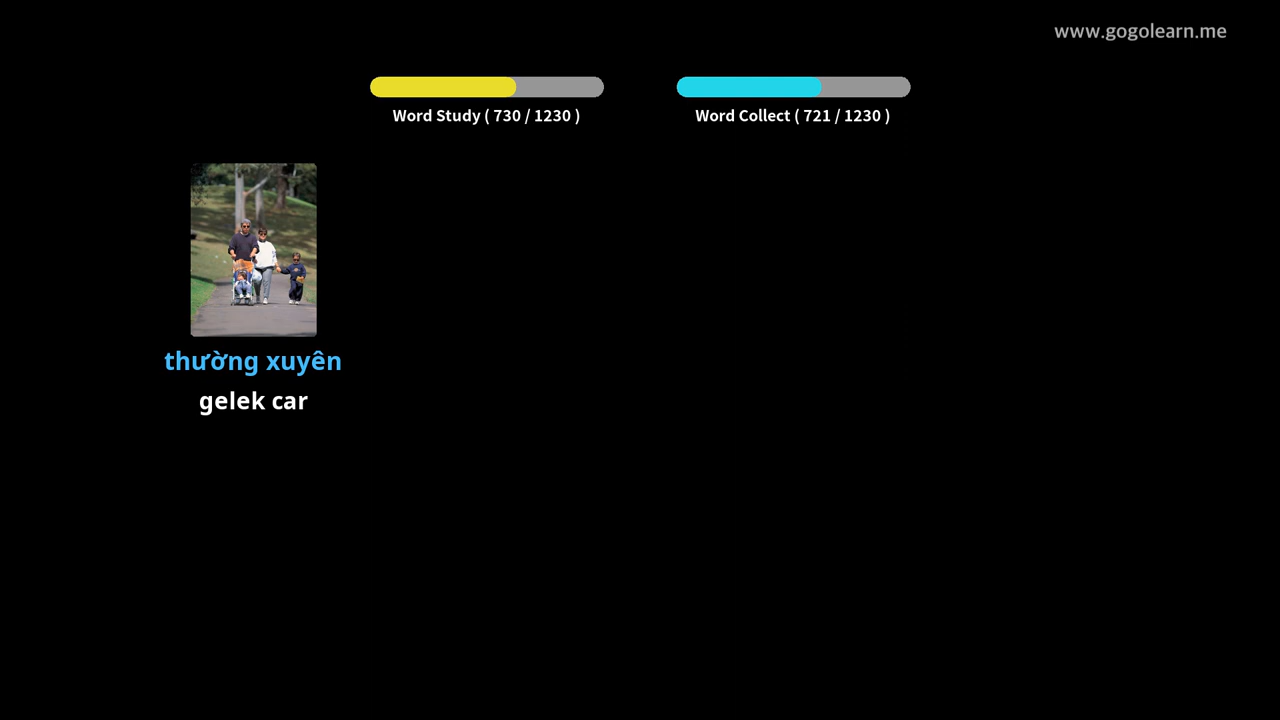 www.gogolearn.me
Word Study ( 730 / 1230 )
Word Collect ( 721 / 1230 )
thường xuyên
gelek car